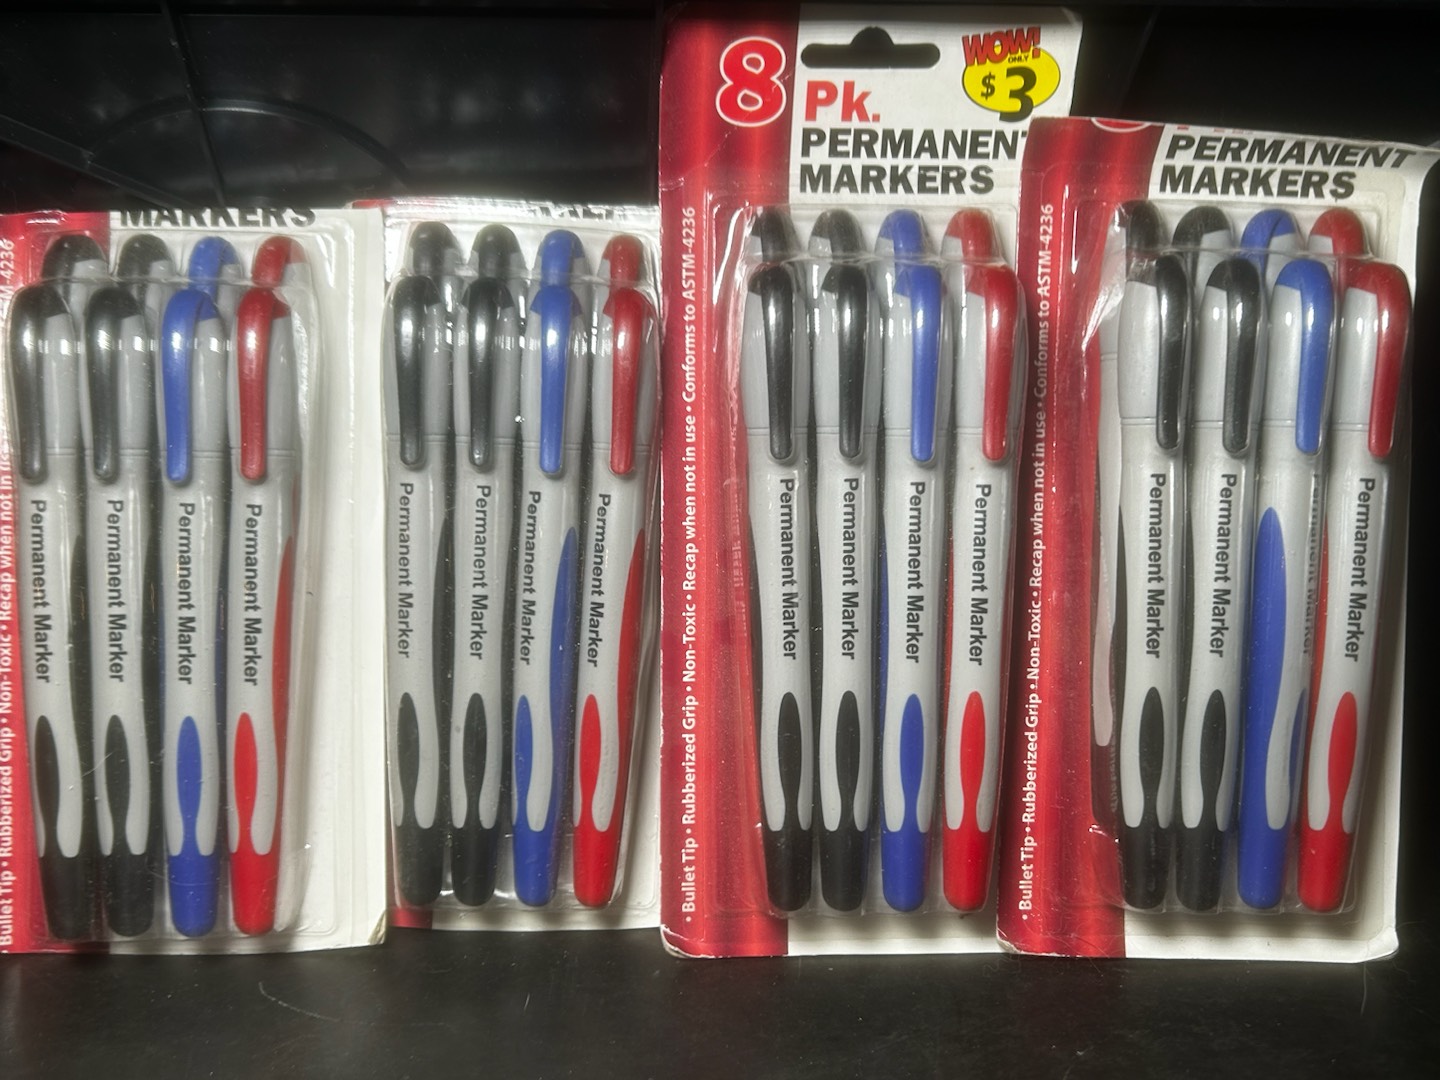 8 Pk.
WOW!
ONLY
$3
PERMANENT
MARKERS
• Bullet Tip • Rubberized Grip • Non-Toxic • Recap when not in use • Conforms to ASTM-4236
Permanent Marker
Permanent Marker
Permanent Marker
Permanent Marker
PERMANENT
MARKERS
• Bullet Tip • Rubberized Grip • Non-Toxic • Recap when not in use • Conforms to ASTM-4236
Permanent Marker
Permanent Marker
Permanent Marker
Permanent Marker
MARKERS
• Bullet Tip • Rubberized Grip • Non-Toxic • Recap when not in
M-4236
Permanent Marker
Permanent Marker
Permanent Marker
Permanent Marker
Permanent Marker
Permanent Marker
Permanent Marker
Permanent Marker